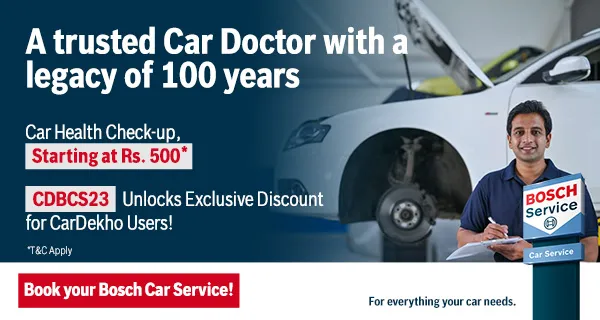 A trusted Car Doctor with a
legacy of 100 years
Car Health Check-up,
Starting at Rs. 500*
CDBCS23 Unlocks Exclusive Discount
for CarDekho Users!
*T&C Apply
BOSCH
Service
Car Service
Book your Bosch Car Service!
For everything your car needs.